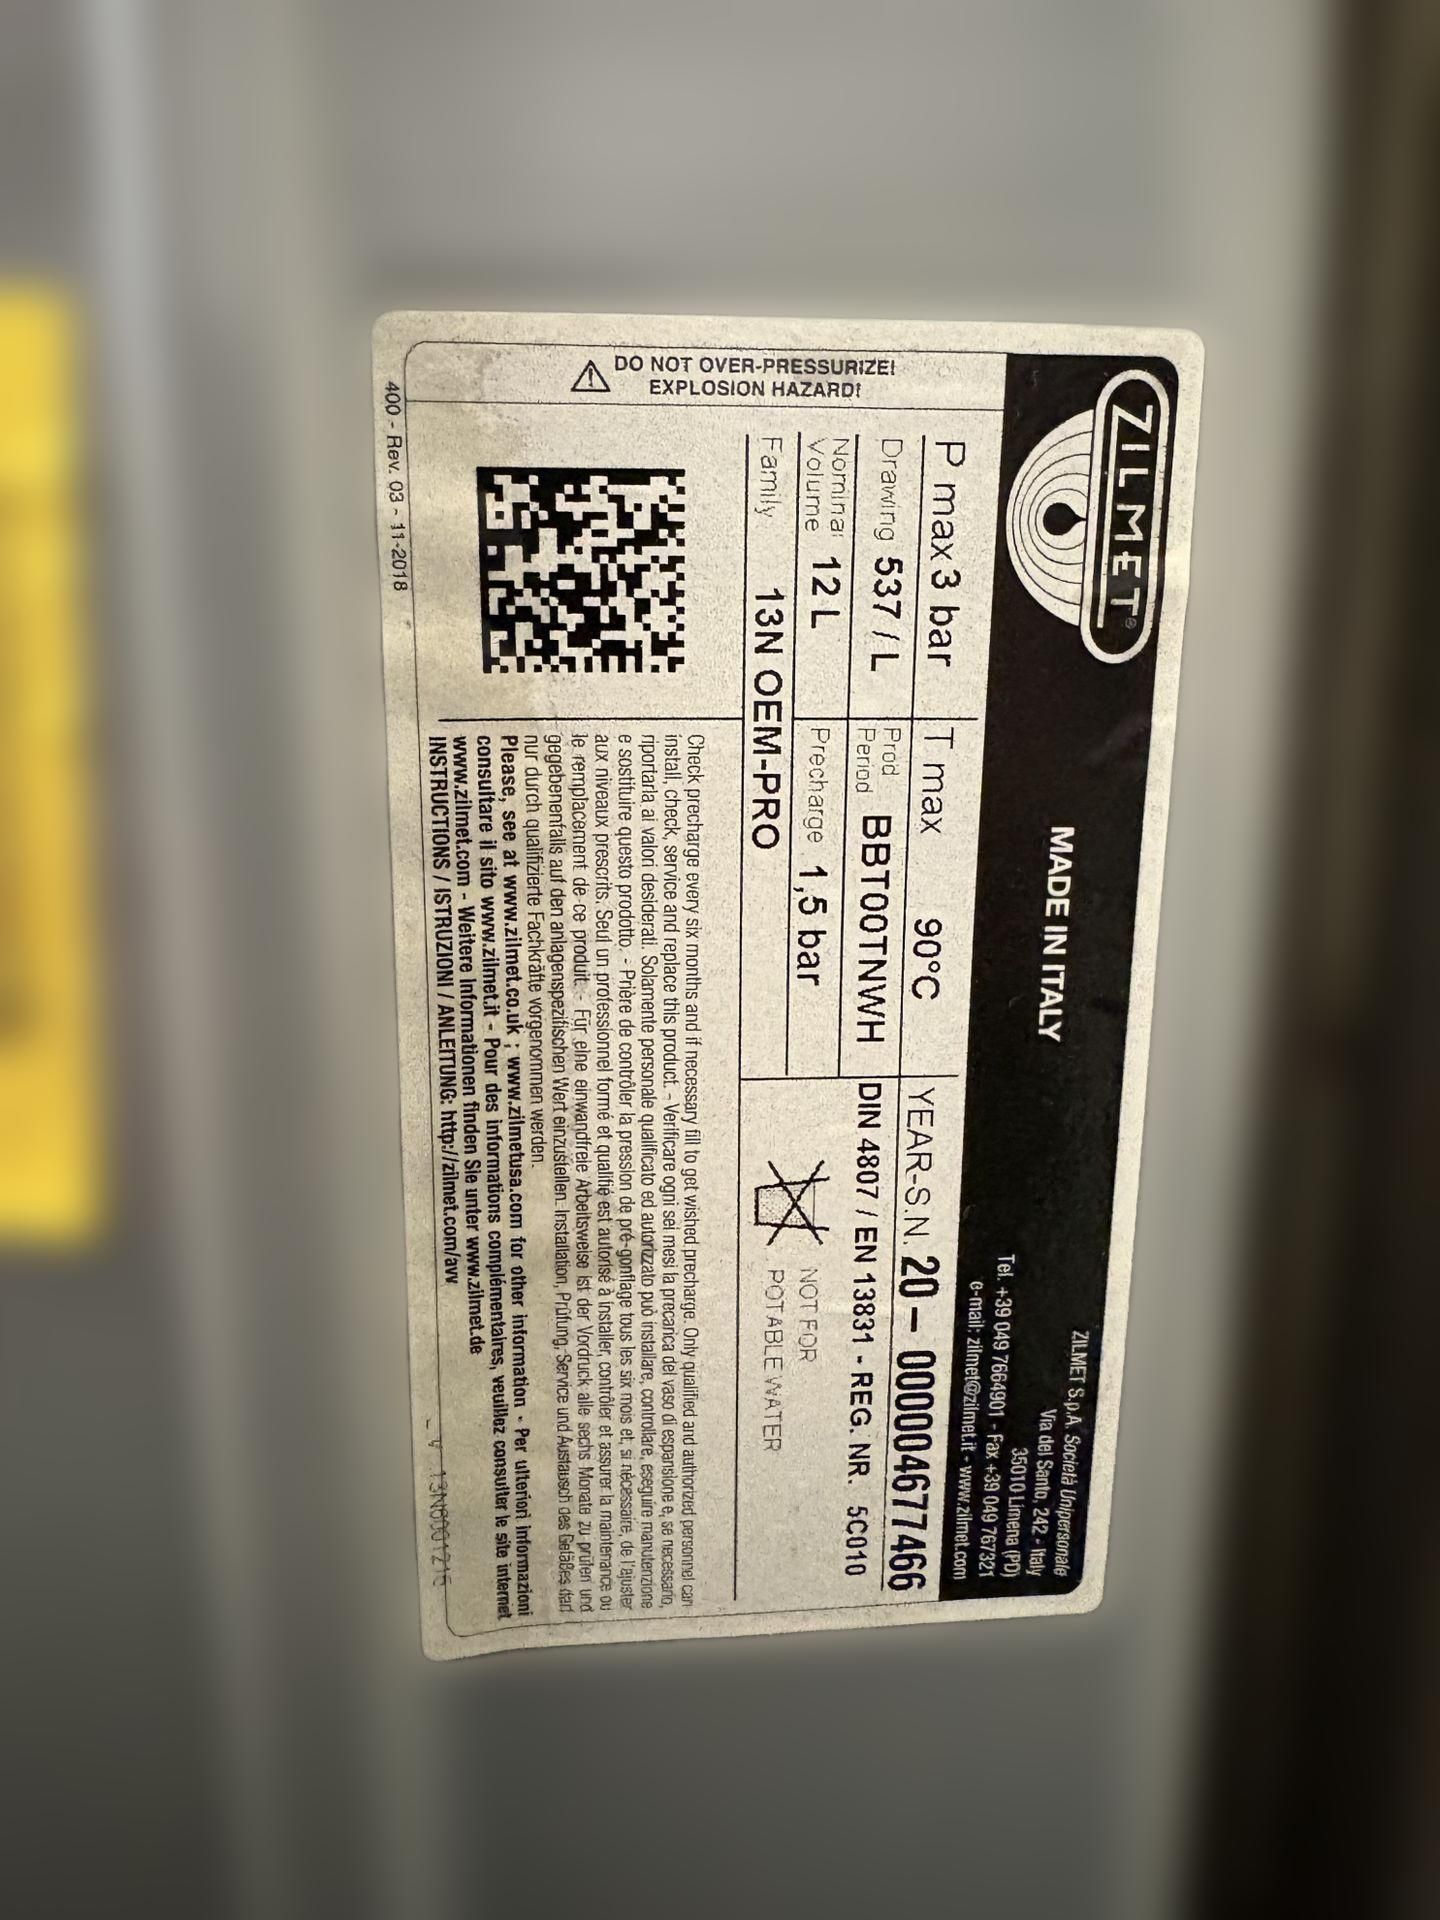 ZILMET®
MADE IN ITALY
ZILMET S.p.A. Società Unipersonale
Via del Santo, 242 - Italy
35010 Limena (PD)
Tel. +39 049 7664901 - Fax +39 049 767321
e-mail: zilmet@zilmet.it - www.zilmet.com
DO NOT OVER-PRESSURIZE!
EXPLOSION HAZARD!
P max 3 bar
T max 90°C
YEAR-S.N. 20 – 000004677466
Drawing 537 / L
Prod Period BBT00TNWH
DIN 4807 / EN 13831 - REG. NR. 5C010
Nominal Volume 12 L
Precharge 1,5 bar
NOT FOR
POTABLE WATER
Family 13N OEM-PRO
Check precharge every six months and if necessary fill to get wished precharge. Only qualified and authorized personnel can
install, check, service and replace this product. - Verificare ogni sei mesi la precarica del vaso di espansione e, se necessario,
riportarla ai valori desiderati. Solamente personale qualificato ed autorizzato può installare, controllare, eseguire manutenzione
e sostituire questo prodotto. - Prière de contrôler la pression de pré-gonflage tous les six mois et, si nécessaire, de l'ajuster
aux niveaux prescrits. Seul un professionnel formé et qualifié est autorisé à installer, contrôler et assurer la maintenance ou
le remplacement de ce produit. - Für eine einwandfreie Arbeitsweise ist der Vordruck alle sechs Monate zu prüfen und
gegebenenfalls auf den anlagenspezifischen Wert einzustellen. Installation, Prüfung, Service und Austausch des Gefäßes darf
nur durch qualifizierte Fachkräfte vorgenommen werden.
Please, see at www.zilmet.co.uk ; www.zilmetusa.com for other information - Per ulteriori informazioni
consultare il sito www.zilmet.it - Pour des informations complémentaires, veuillez consulter le site internet
www.zilmet.com - Weitere Informationen finden Sie unter www.zilmet.de
INSTRUCTIONS / ISTRUZIONI / ANLEITUNG: http://zilmet.com/avv
400 - Rev. 03 - 11-2018